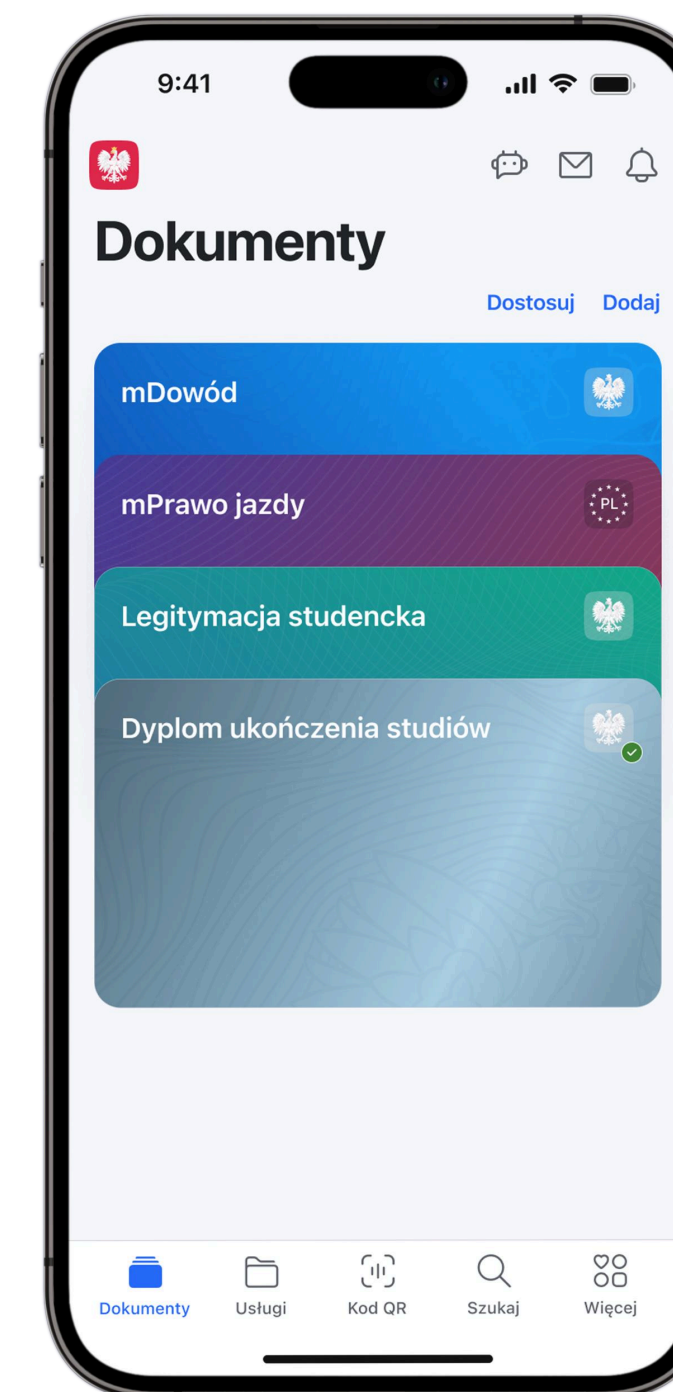 9:41
Dokumenty
Dostosuj Dodaj
mDowód
mPrawo jazdy
PL
Legitymacja studencka
Dyplom ukończenia studiów
Dokumenty Usługi Kod QR Szukaj Więcej